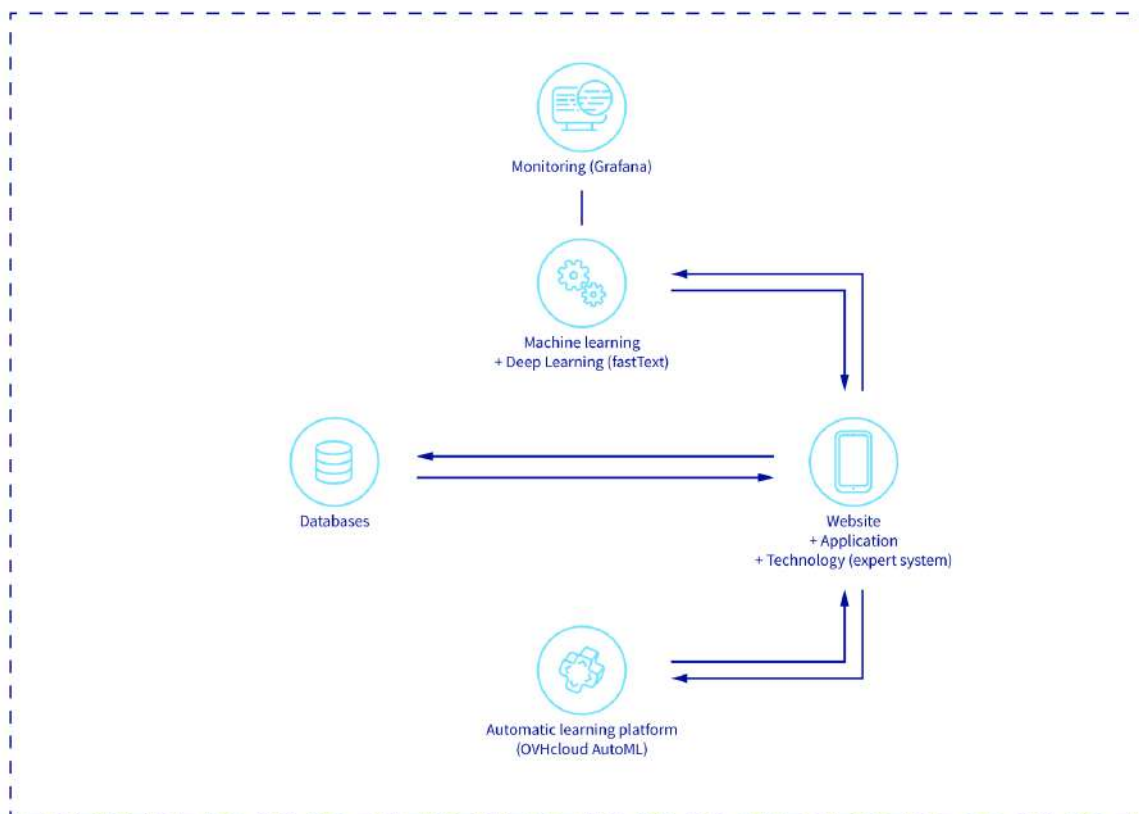 Monitoring (Grafana)
Machine learning
+ Deep Learning (fastText)
Databases
Website
+ Application
+ Technology (expert system)
Automatic learning platform
(OVHcloud AutoML)